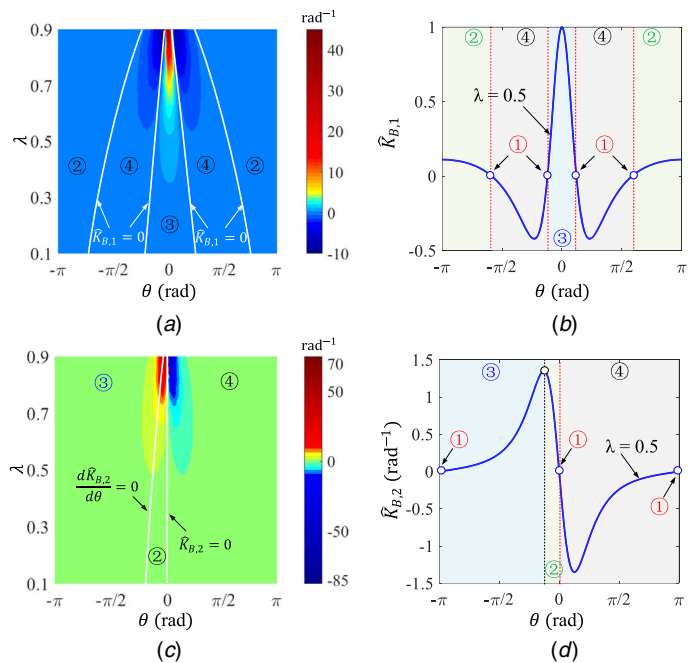 rad⁻¹
0.9
0.7
0.5
0.3
0.1
λ
② ④ ④ ②
③
K̂_{B,1} = 0 K̂_{B,1} = 0
-π -π/2 0 π/2 π
θ (rad)
40
30
20
10
0
-10
(a)
② ④ ④ ②
1
0.5
0
-0.5
K̂_{B,1}
λ = 0.5
① ①
③
-π -π/2 0 π/2 π
θ (rad)
(b)
rad⁻¹
0.9
0.7
0.5
0.3
0.1
λ
③ ④
dK̂_{B,2}/dθ = 0
K̂_{B,2} = 0
②
-π -π/2 0 π/2 π
θ (rad)
70
50
10
0
-10
-50
-85
(c)
1.5
1
0.5
0
-0.5
-1
-1.5
K̂_{B,2} (rad⁻¹)
③ ④
① ① λ = 0.5
①
②
-π -π/2 0 π/2 π
θ (rad)
(d)